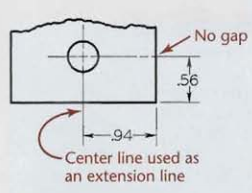 No gap
.56
.94
Center line used as
an extension line